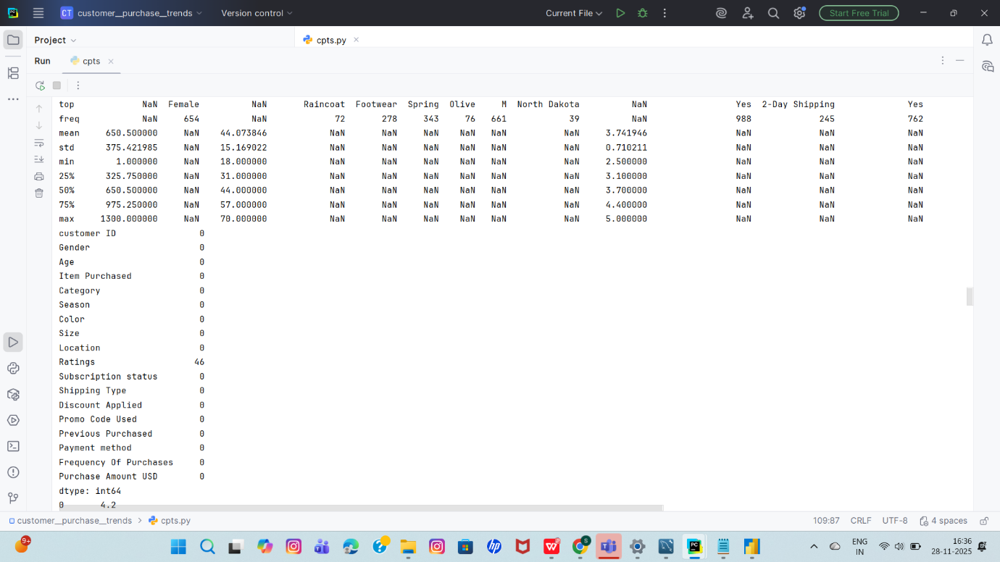 CT customer__purchase__trends Version control Current File Start Free Trial
Project cpts.py
Run cpts
top NaN Female NaN Raincoat Footwear Spring Olive M North Dakota NaN Yes 2-Day Shipping Yes
freq NaN 654 NaN 72 278 343 76 661 39 NaN 988 245 762
mean 650.500000 NaN 44.073846 NaN NaN NaN NaN NaN NaN 3.741946 NaN NaN NaN
std 375.421985 NaN 15.169022 NaN NaN NaN NaN NaN NaN 0.710211 NaN NaN NaN
min 1.000000 NaN 18.000000 NaN NaN NaN NaN NaN NaN 2.500000 NaN NaN NaN
25% 325.750000 NaN 31.000000 NaN NaN NaN NaN NaN NaN 3.100000 NaN NaN NaN
50% 650.500000 NaN 44.000000 NaN NaN NaN NaN NaN NaN 3.700000 NaN NaN NaN
75% 975.250000 NaN 57.000000 NaN NaN NaN NaN NaN NaN 4.400000 NaN NaN NaN
max 1300.000000 NaN 70.000000 NaN NaN NaN NaN NaN NaN 5.000000 NaN NaN NaN
customer ID 0
Gender 0
Age 0
Item Purchased 0
Category 0
Season 0
Color 0
Size 0
Location 0
Ratings 46
Subscription status 0
Shipping Type 0
Discount Applied 0
Promo Code Used 0
Previous Purchased 0
Payment method 0
Frequency Of Purchases 0
Purchase Amount USD 0
dtype: int64
0 4.2
customer__purchase__trends > cpts.py 109:87 CRLF UTF-8 4 spaces
9+ ENG 16:36
IN 28-11-2025